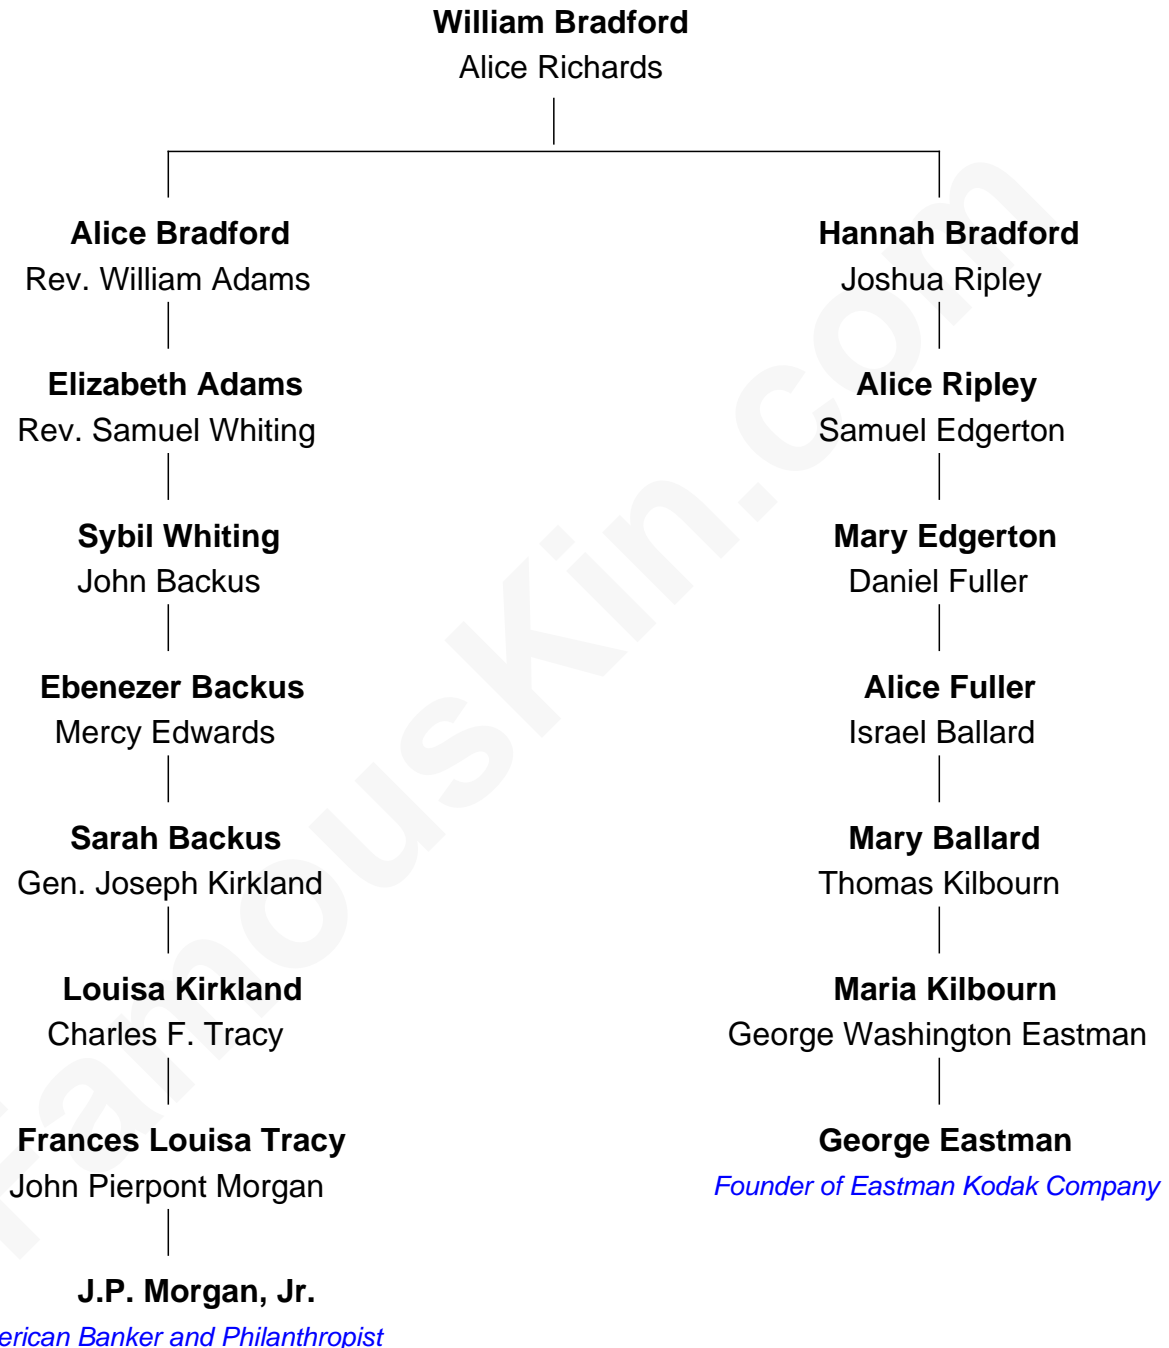 William Bradford
Alice Richards
Alice Bradford
Rev. William Adams
Elizabeth Adams
Rev. Samuel Whiting
Sybil Whiting
John Backus
Ebenezer Backus
Mercy Edwards
Sarah Backus
Gen. Joseph Kirkland
Louisa Kirkland
Charles F. Tracy
Frances Louisa Tracy
John Pierpont Morgan
J.P. Morgan, Jr.
erican Banker and Philanthropist
Hannah Bradford
Joshua Ripley
Alice Ripley
Samuel Edgerton
Mary Edgerton
Daniel Fuller
Alice Fuller
Israel Ballard
Mary Ballard
Thomas Kilbourn
Maria Kilbourn
George Washington Eastman
George Eastman
Founder of Eastman Kodak Company
FamousKin.com